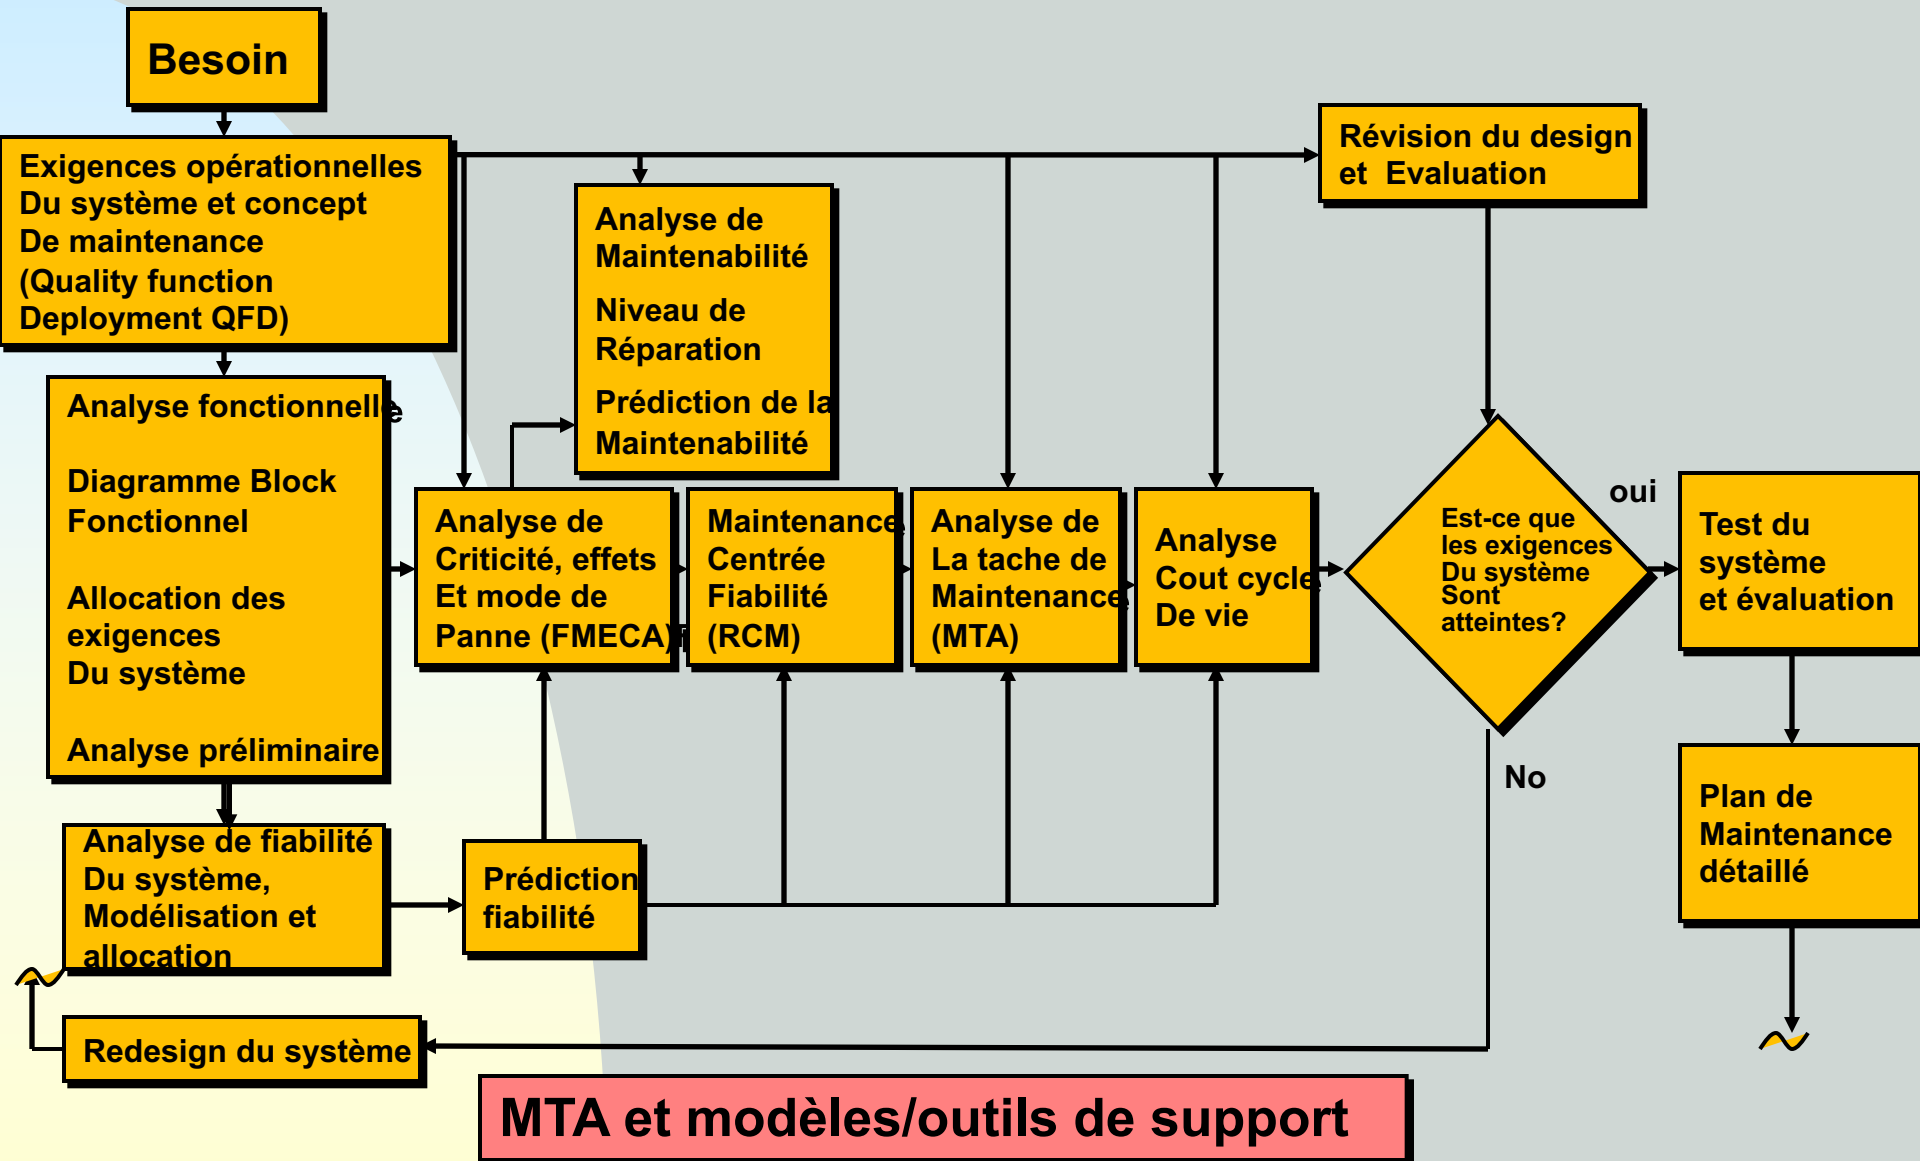 Besoin
Exigences opérationnelles
Du système et concept
De maintenance
(Quality function
Deployment QFD)
Révision du design
et Evaluation
Analyse de
Maintenabilité
Niveau de
Réparation
Prédiction de la
Maintenabilité
Analyse fonctionnelle
Diagramme Block
Fonctionnel
Allocation des
exigences
Du système
Analyse préliminaire
Analyse de
Criticité, effets
Et mode de
Panne (FMECA)
Maintenance
Centrée
Fiabilité
(RCM)
Analyse de
La tache de
Maintenance
(MTA)
Analyse
Cout cycle
De vie
Est-ce que
les exigences
Du système
Sont
atteintes?
oui
Test du
système
et évaluation
No
Plan de
Maintenance
détaillé
Analyse de fiabilité
Du système,
Modélisation et
allocation
Prédiction
fiabilité
Redesign du système
MTA et modèles/outils de support